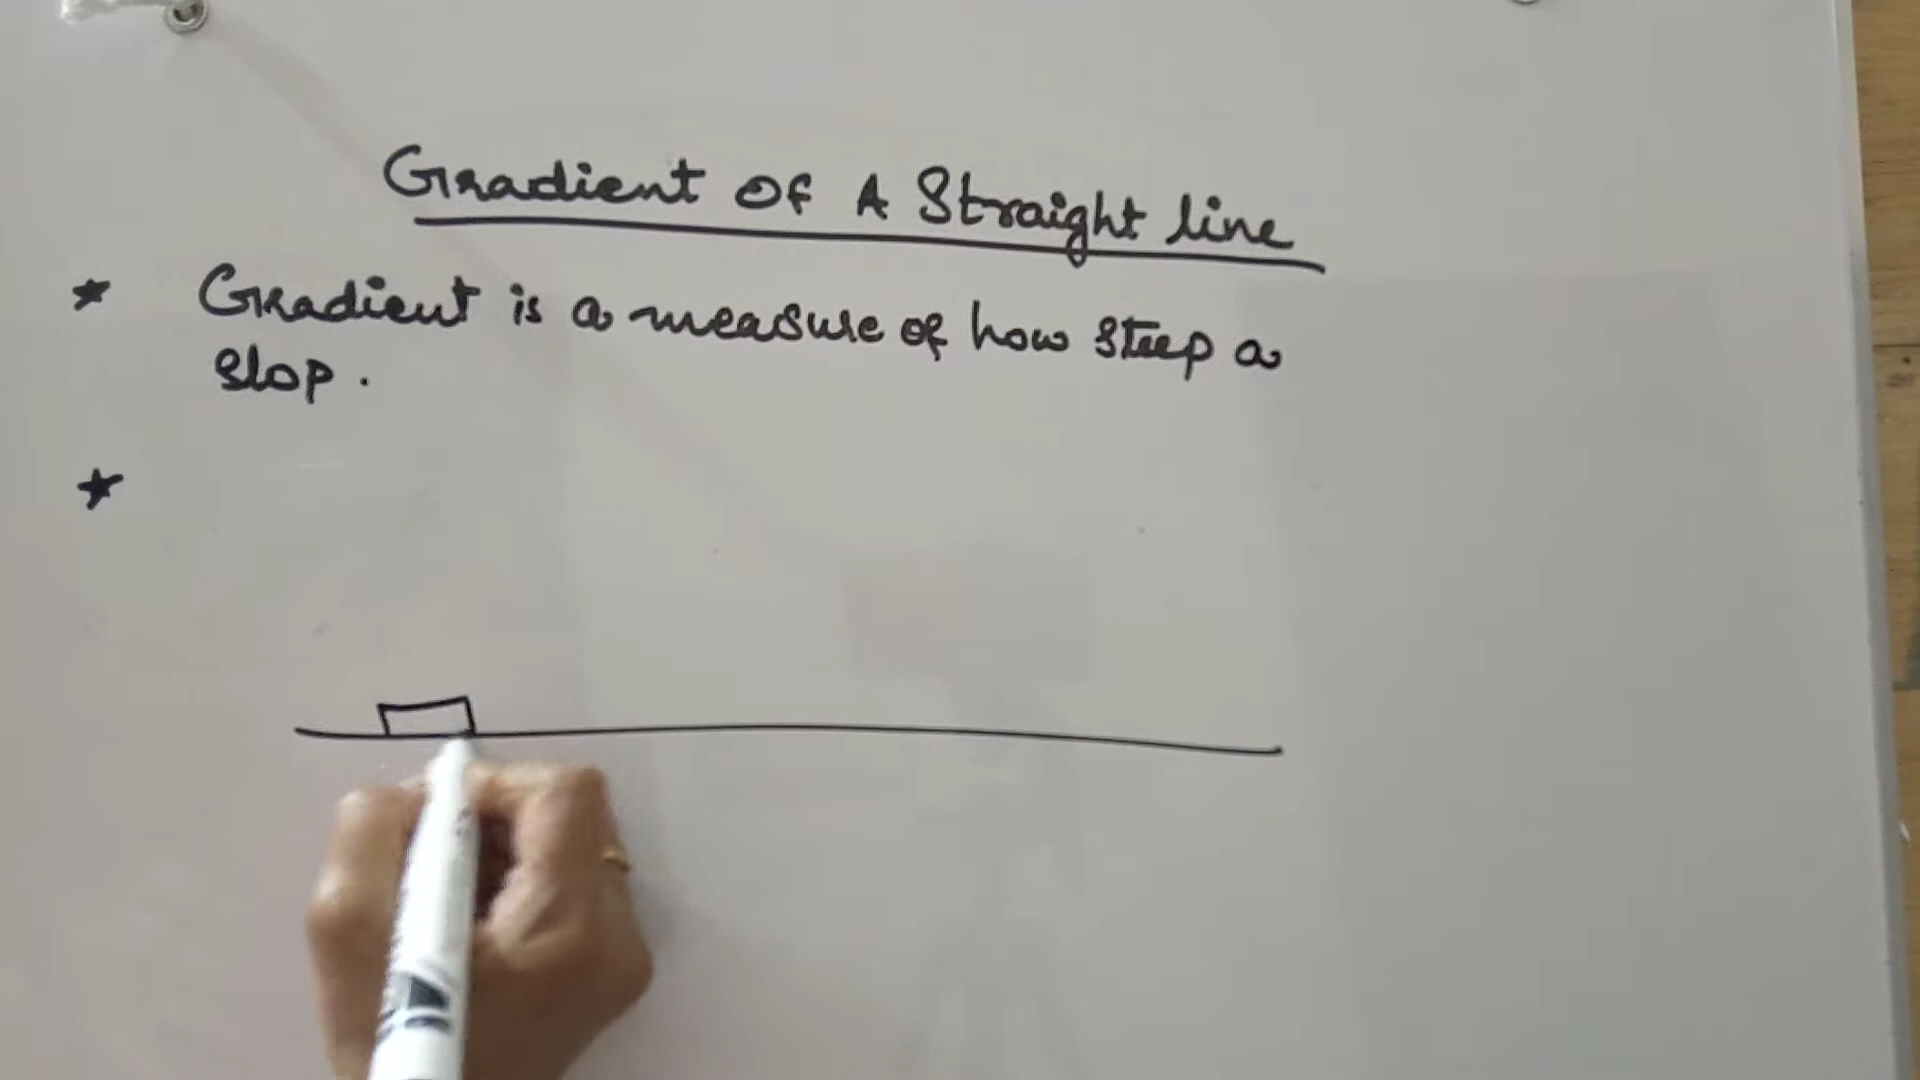 Gradient Of A Straight line
* Gradient is a measure of how steep a
slop.
*